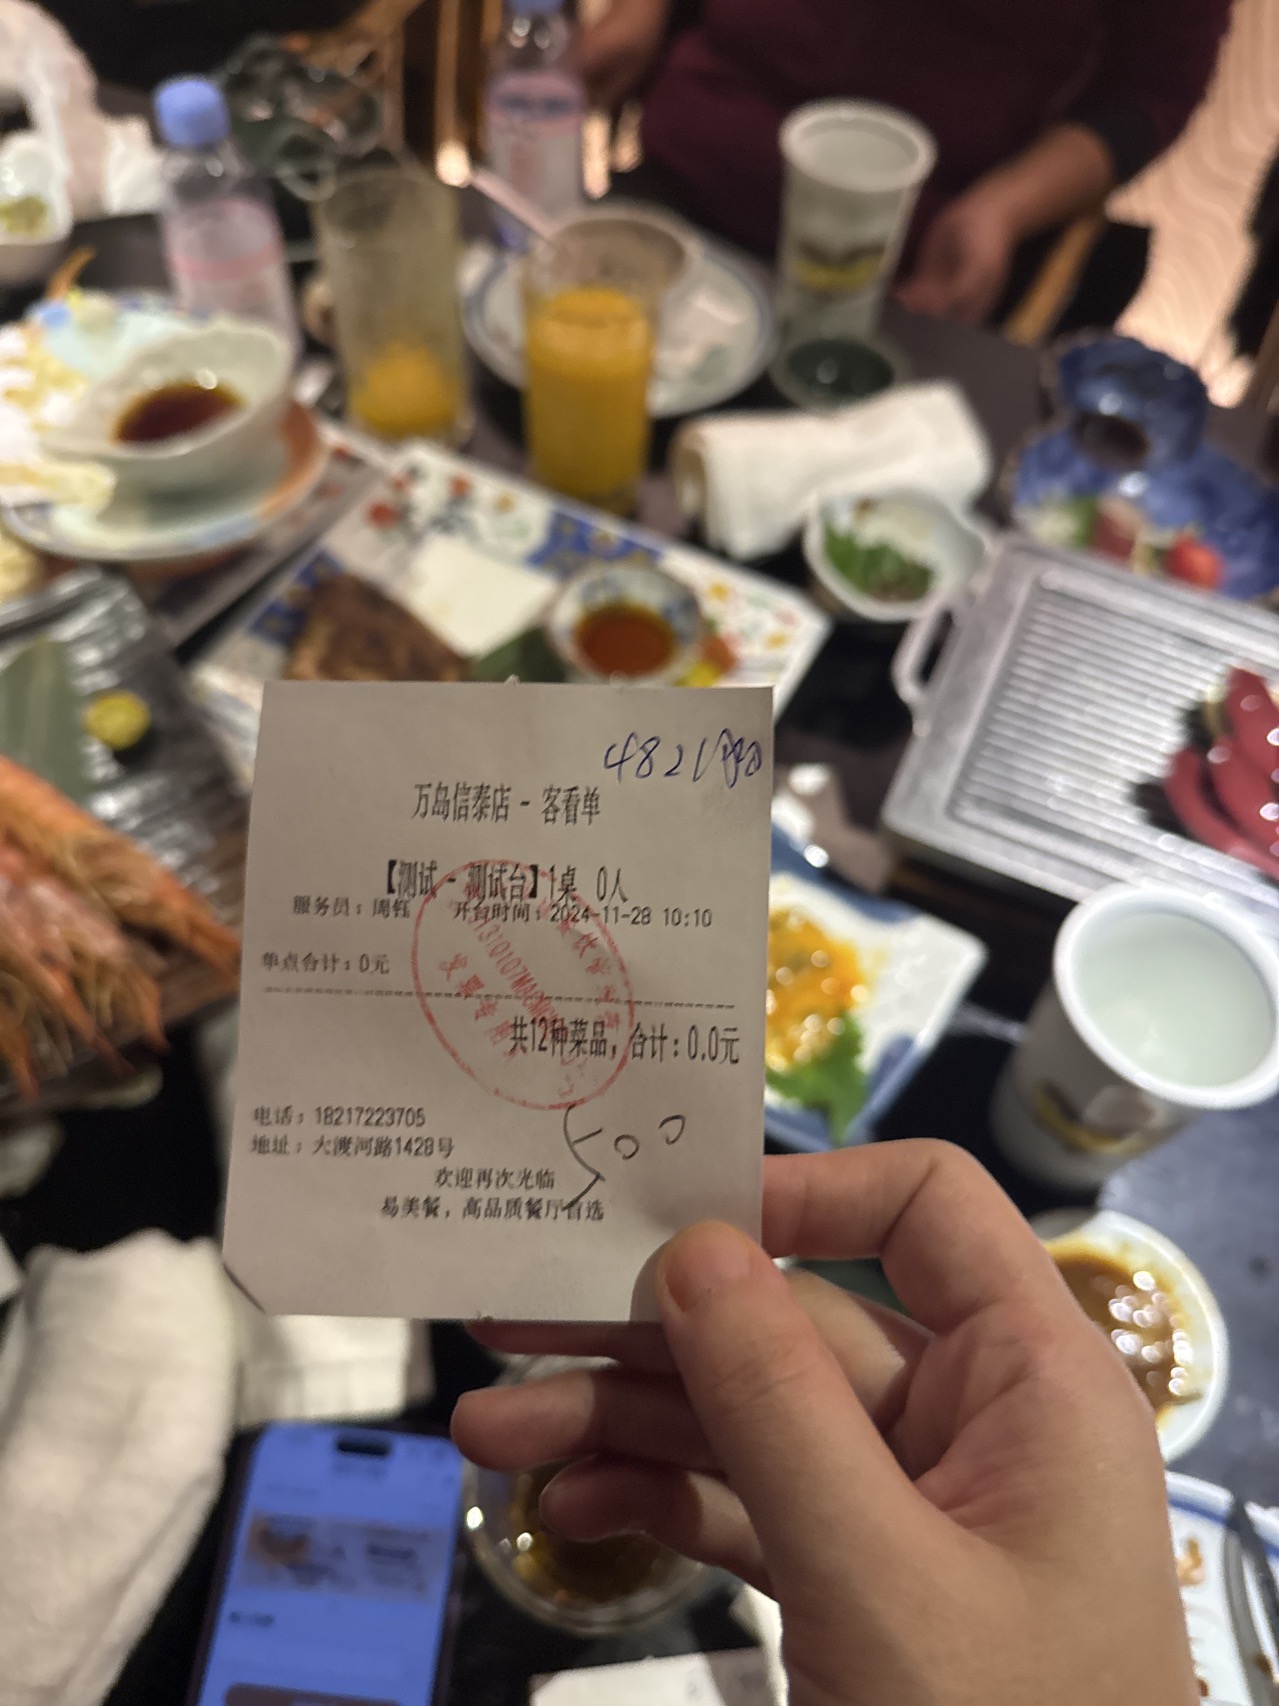 4821
万岛信泰店 - 客看单
【测试 - 测试台】1桌 0人
服务员：周钰 开台时间：2024-11-28 10:10
单点合计：0元
共12种菜品，合计：0.0元
电话：18217223705
地址：大渡河路1428号
欢迎再次光临
易美餐，高品质餐厅首选